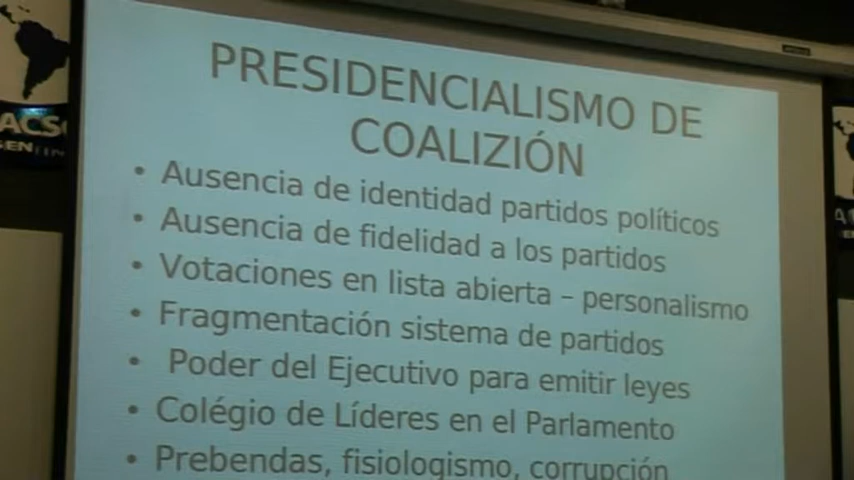 PRESIDENCIALISMO DE
COALIZIÓN
• Ausencia de identidad partidos políticos
• Ausencia de fidelidad a los partidos
• Votaciones en lista abierta – personalismo
• Fragmentación sistema de partidos
• Poder del Ejecutivo para emitir leyes
• Colégio de Líderes en el Parlamento
• Prebendas, fisiologismo, corrupción